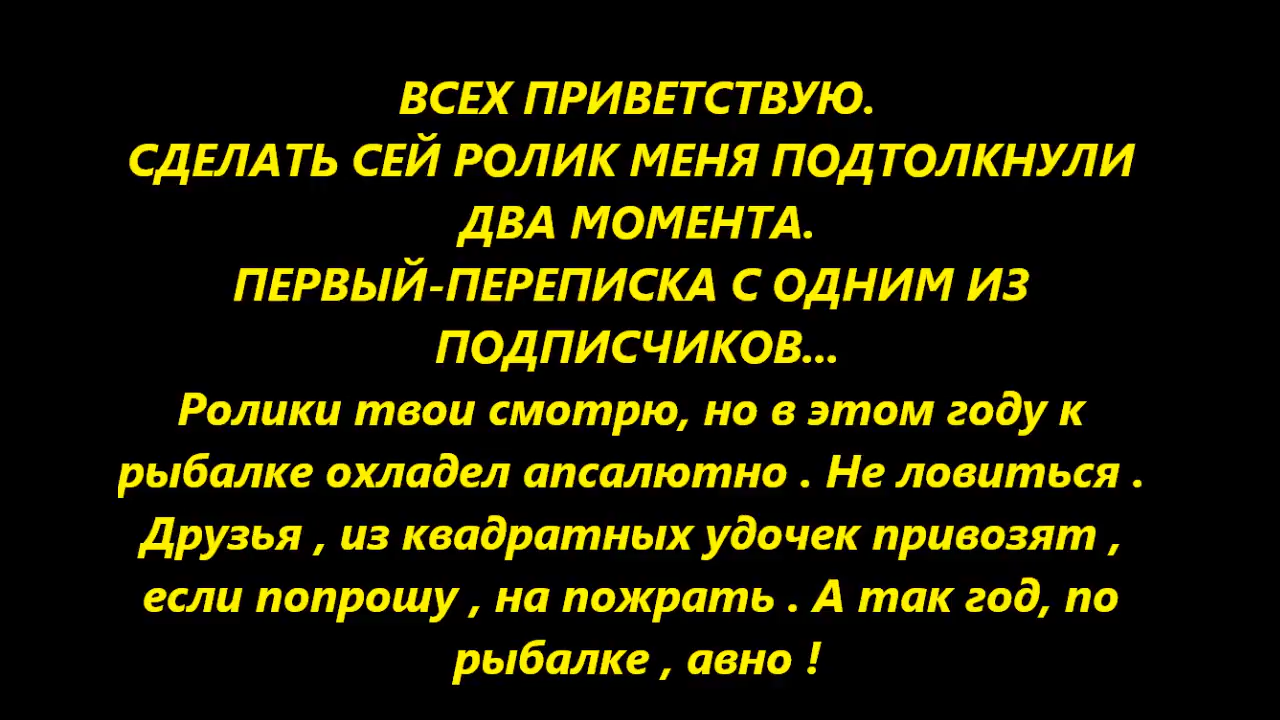 ВСЕХ ПРИВЕТСТВУЮ.
СДЕЛАТЬ СЕЙ РОЛИК МЕНЯ ПОДТОЛКНУЛИ
ДВА МОМЕНТА.
ПЕРВЫЙ-ПЕРЕПИСКА С ОДНИМ ИЗ
ПОДПИСЧИКОВ...
Ролики твои смотрю, но в этом году к
рыбалке охладел апсалютно . Не ловиться .
Друзья , из квадратных удочек привозят ,
если попрошу , на пожрать . А так год, по
рыбалке , авно !